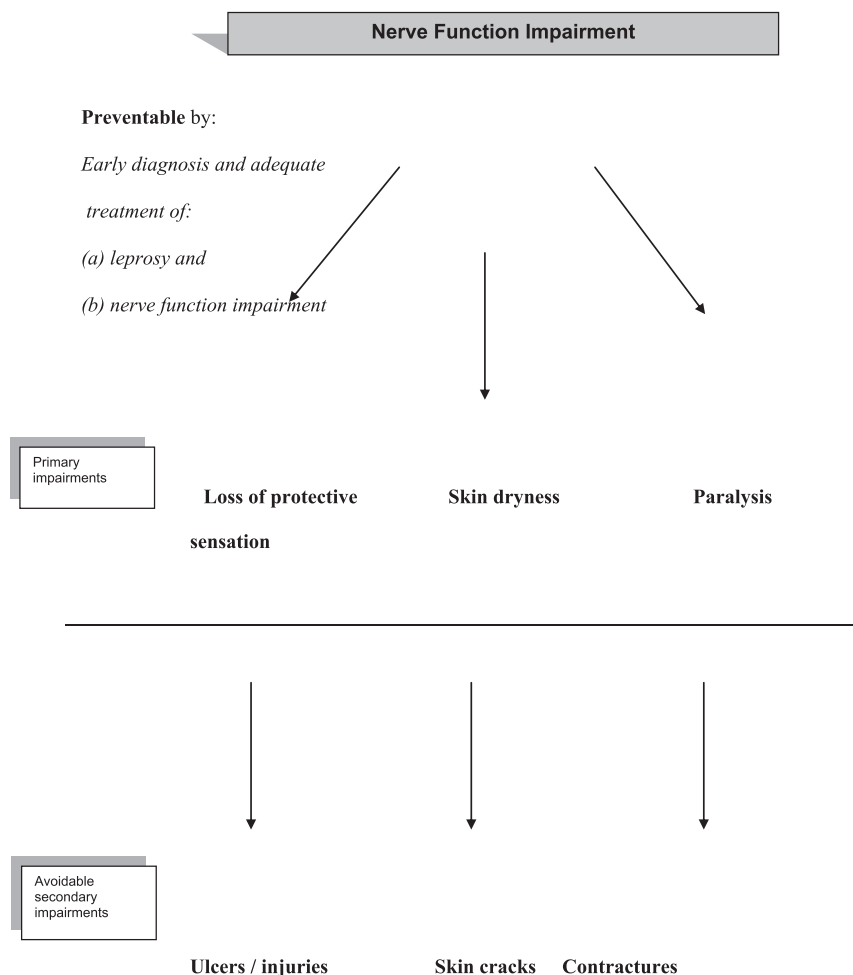 Nerve Function Impairment
Preventable by:
Early diagnosis and adequate
treatment of:
(a) leprosy and
(b) nerve function impairment
Primary
impairments
Loss of protective
sensation
Skin dryness
Paralysis
Avoidable
secondary
impairments
Ulcers / injuries
Skin cracks
Contractures